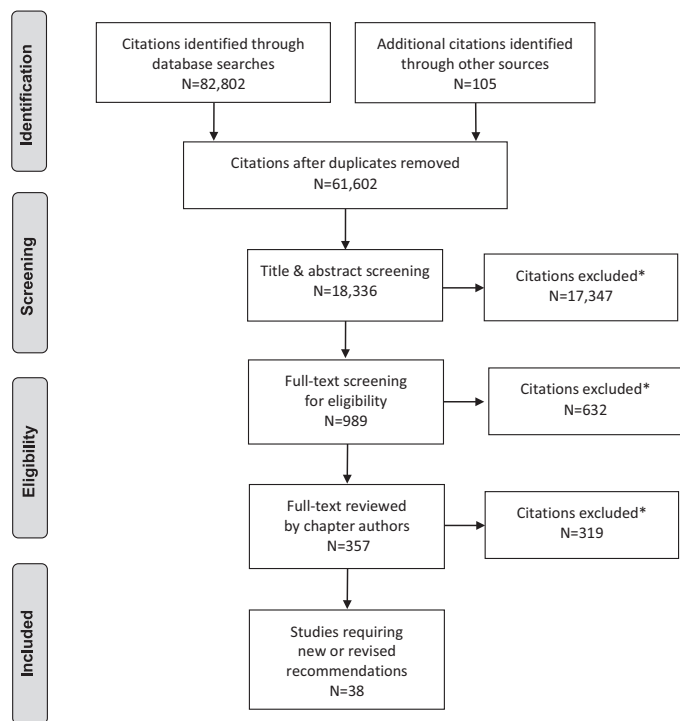 Identification
Citations identified through
database searches
N=82,802
Additional citations identified
through other sources
N=105
Citations after duplicates removed
N=61,602
Screening
Title & abstract screening
N=18,336
Citations excluded*
N=17,347
Eligibility
Full-text screening
for eligibility
N=989
Citations excluded*
N=632
Full-text reviewed
by chapter authors
N=357
Citations excluded*
N=319
Included
Studies requiring
new or revised
recommendations
N=38